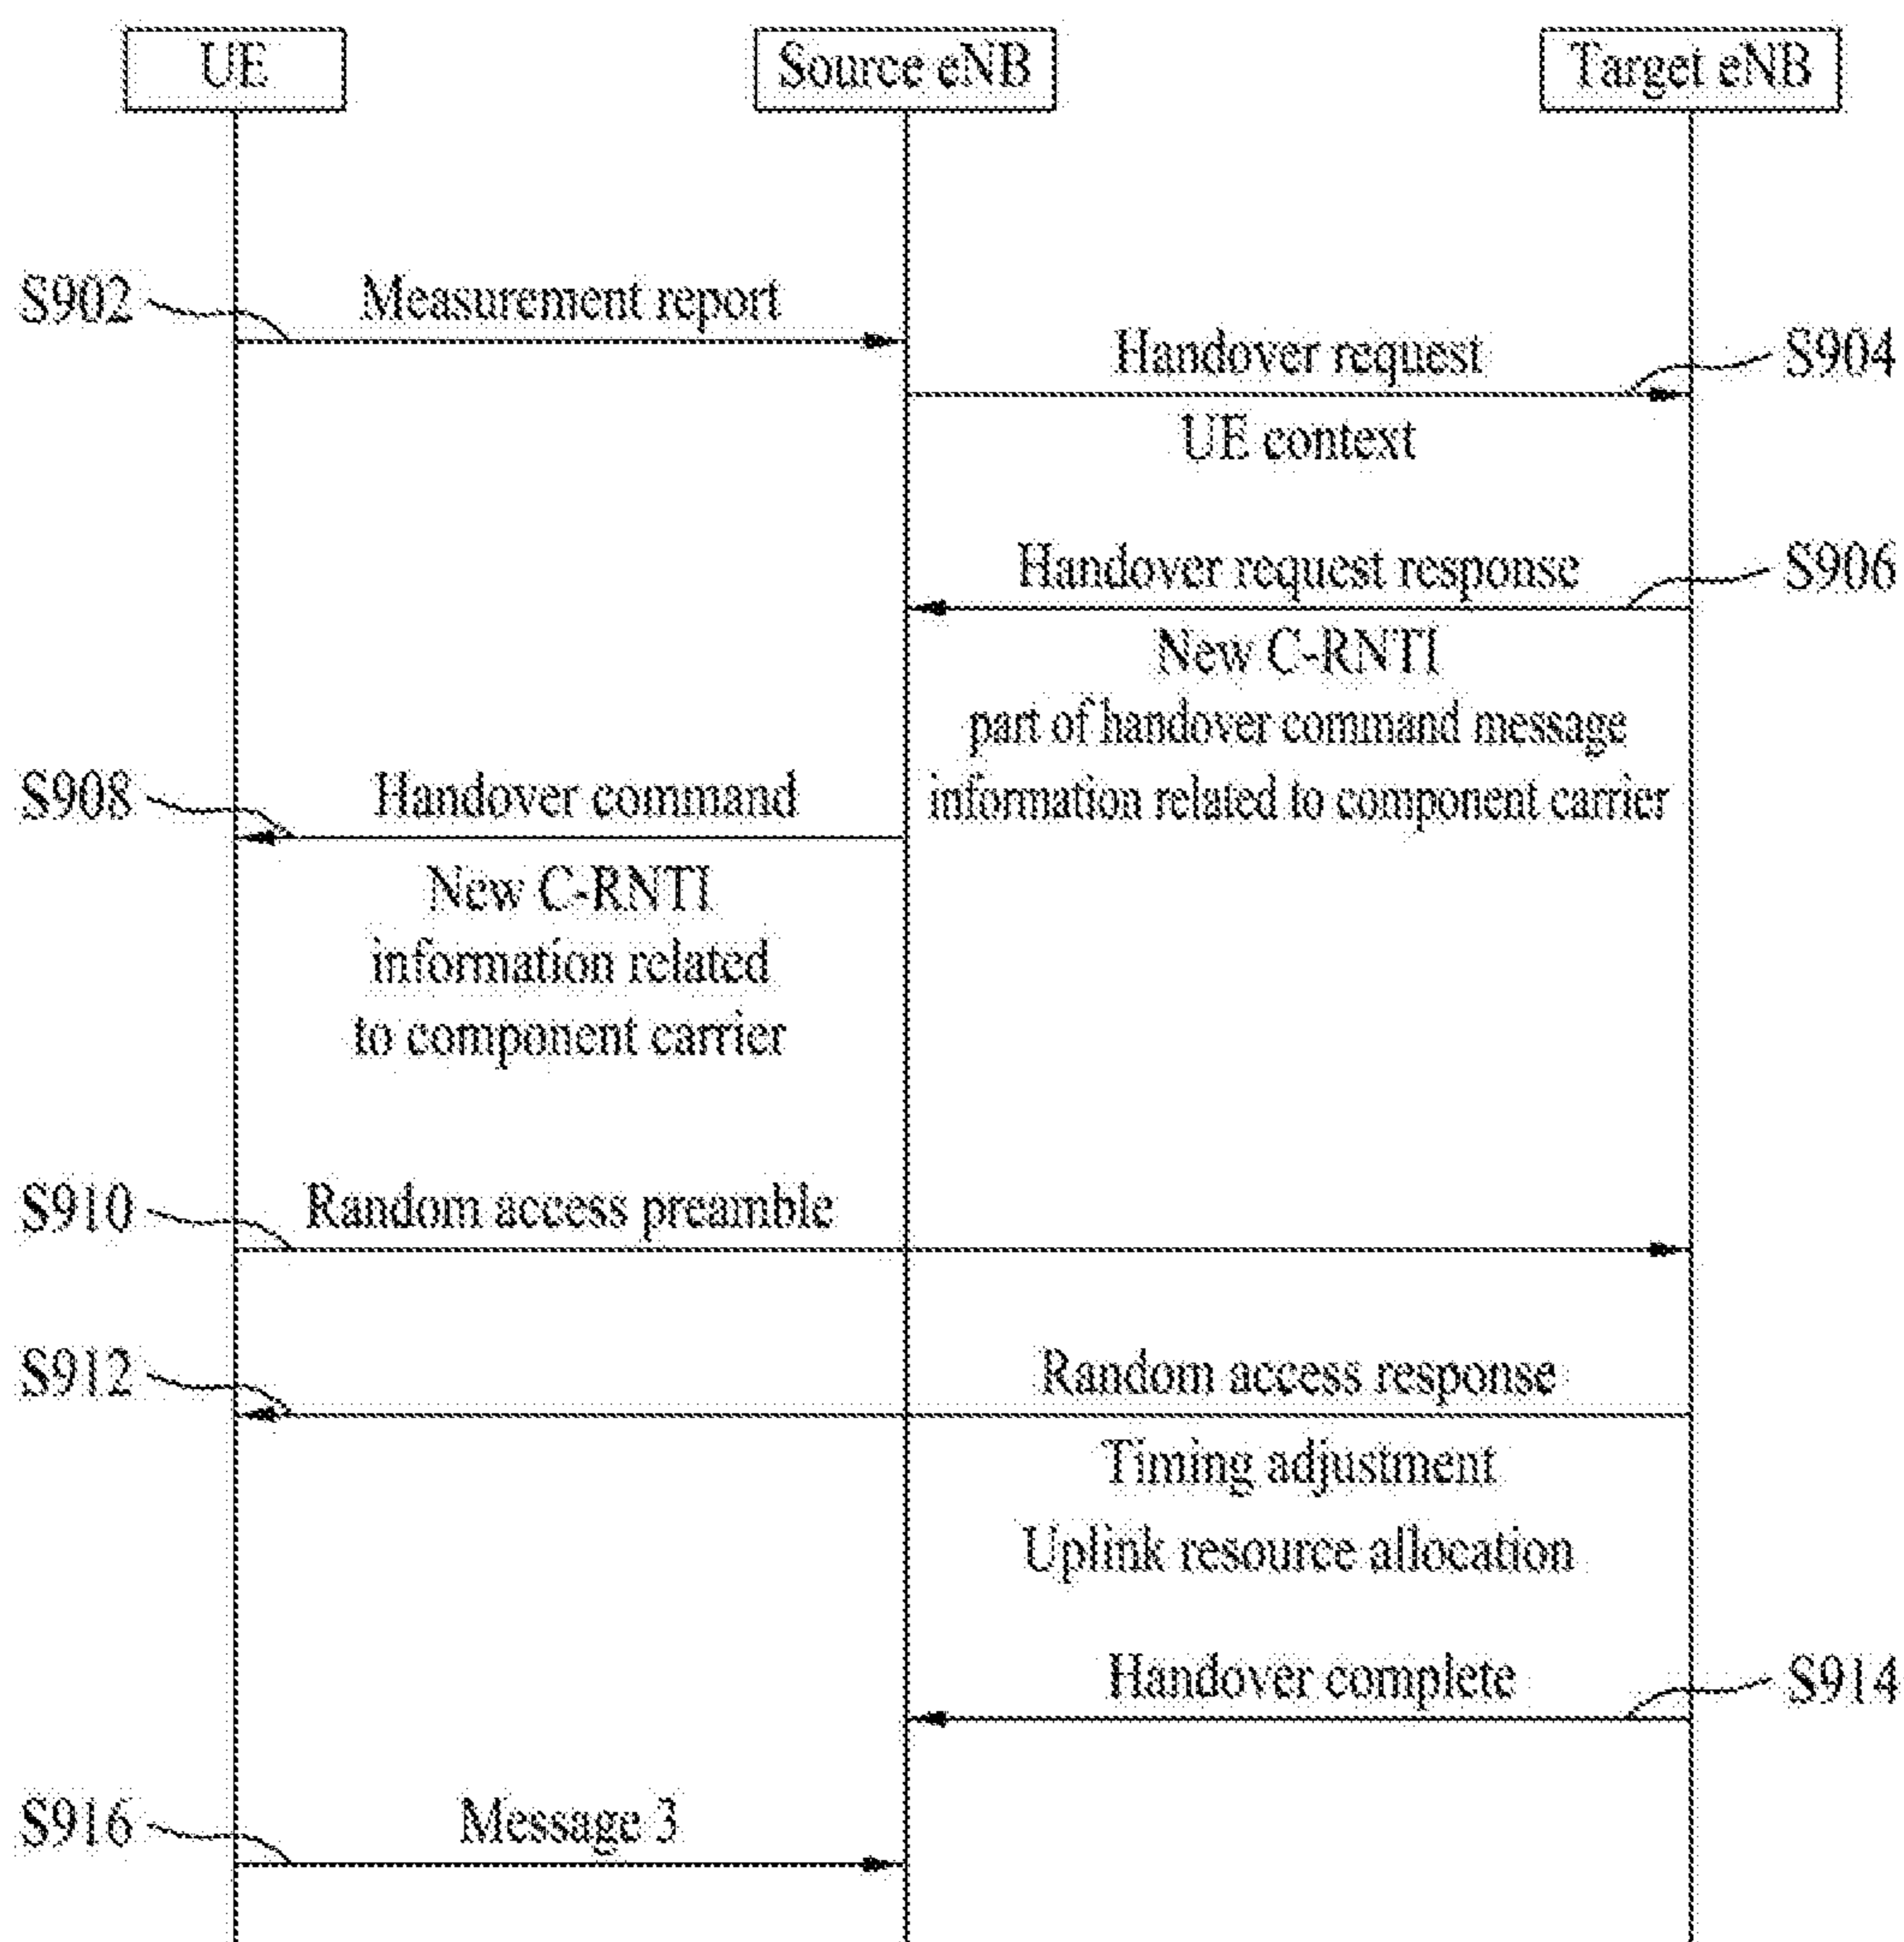 UE
Source eNB
Target eNB
S902
Measurement report
Handover request
S904
UE context
Handover request response
S906
New C-RNTI
part of handover command message
information related to component carrier
S908
Handover command
New C-RNTI
information related
to component carrier
S910
Random access preamble
S912
Random access response
Timing adjustment
Uplink resource allocation
Handover complete
S914
S916
Message 3